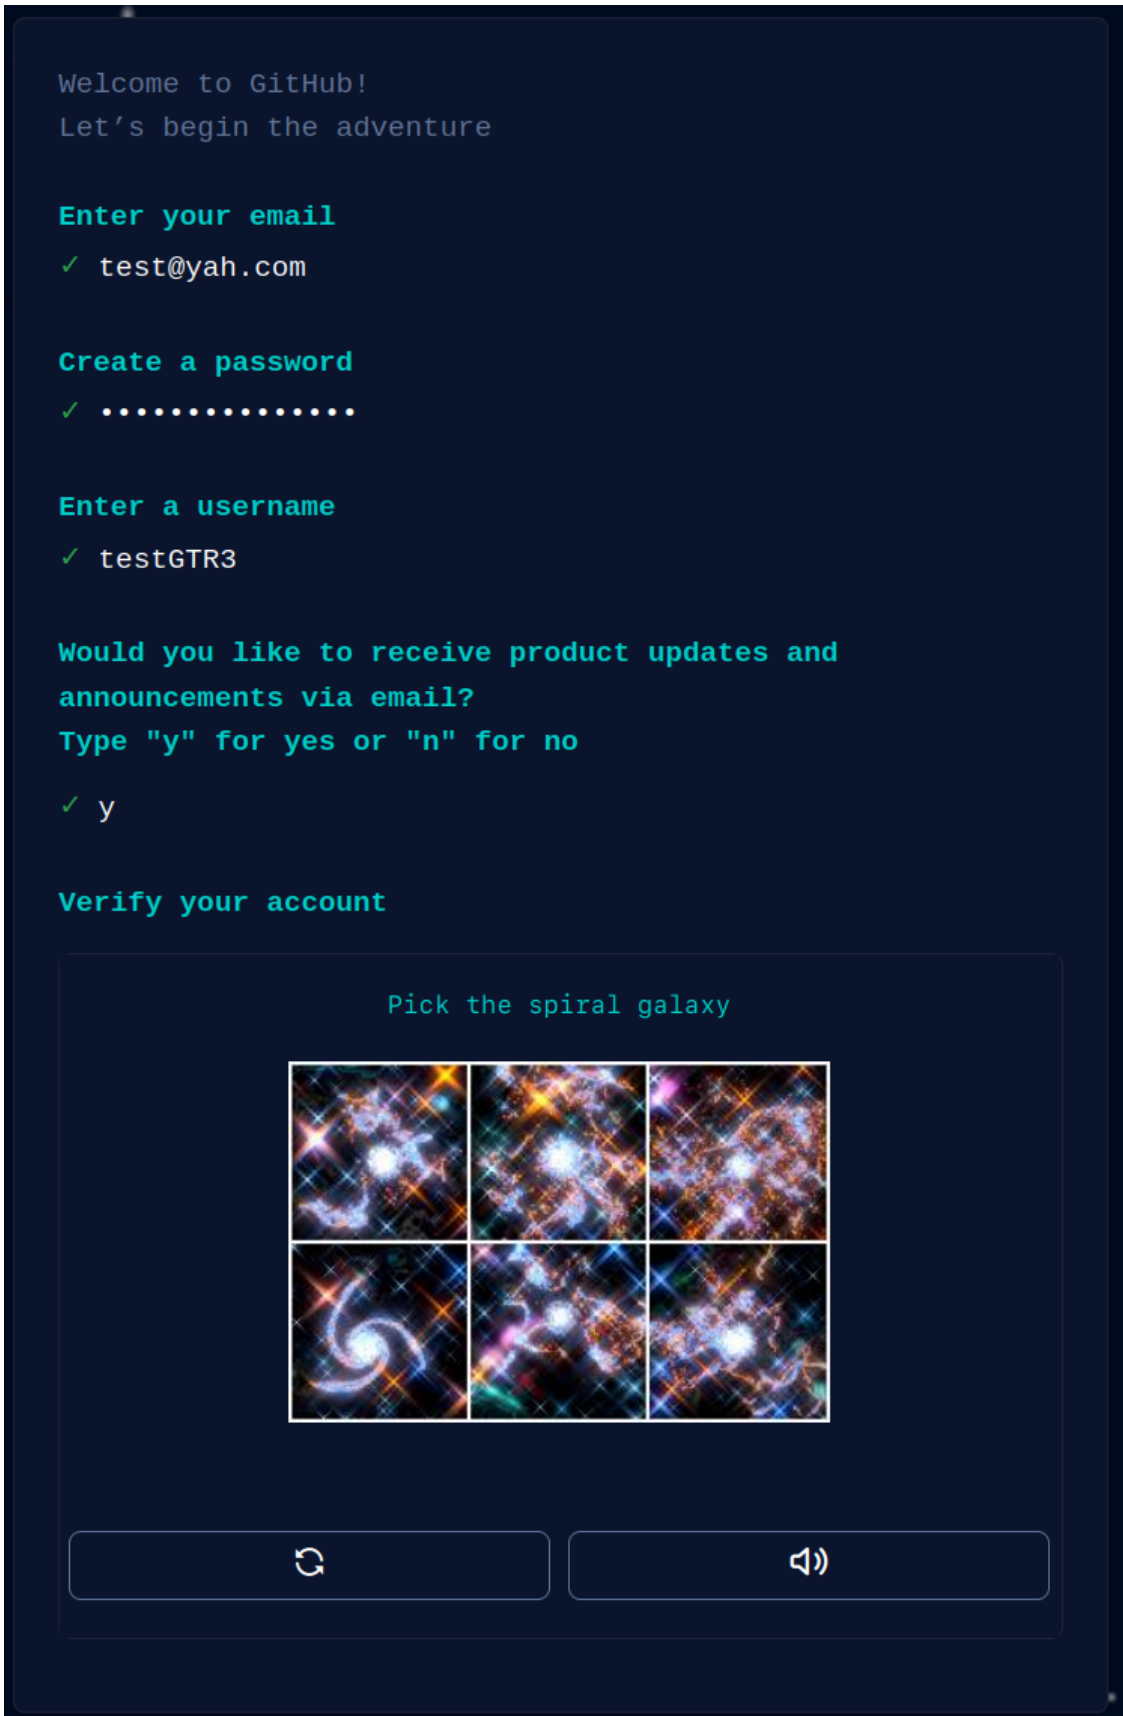 Welcome to GitHub!
Let’s begin the adventure
Enter your email
✓ test@yah.com
Create a password
✓ •••••••••••••••
Enter a username
✓ testGTR3
Would you like to receive product updates and
announcements via email?
Type "y" for yes or "n" for no
✓ y
Verify your account
Pick the spiral galaxy